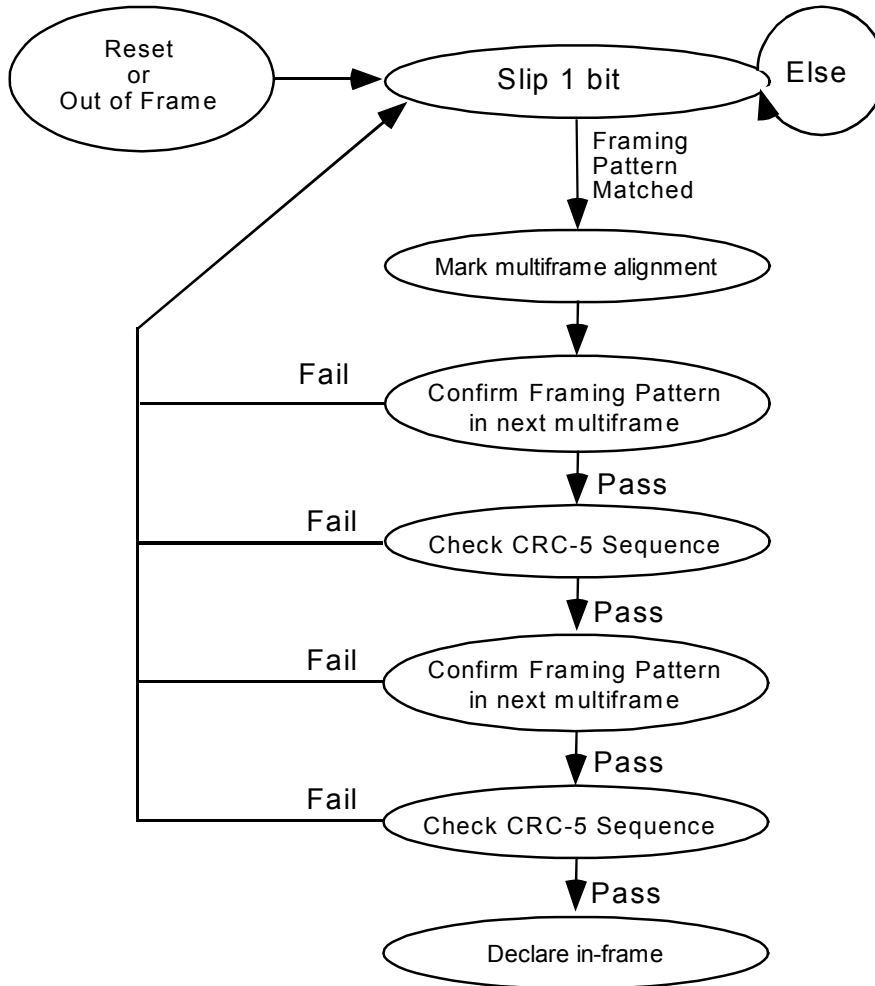 Reset
or
Out of Frame
Slip 1 bit
Else
Framing
Pattern
Matched
Mark multiframe alignment
Fail
Confirm Framing Pattern
in next multiframe
Pass
Fail
Check CRC-5 Sequence
Pass
Fail
Confirm Framing Pattern
in next multiframe
Pass
Fail
Check CRC-5 Sequence
Pass
Declare in-frame